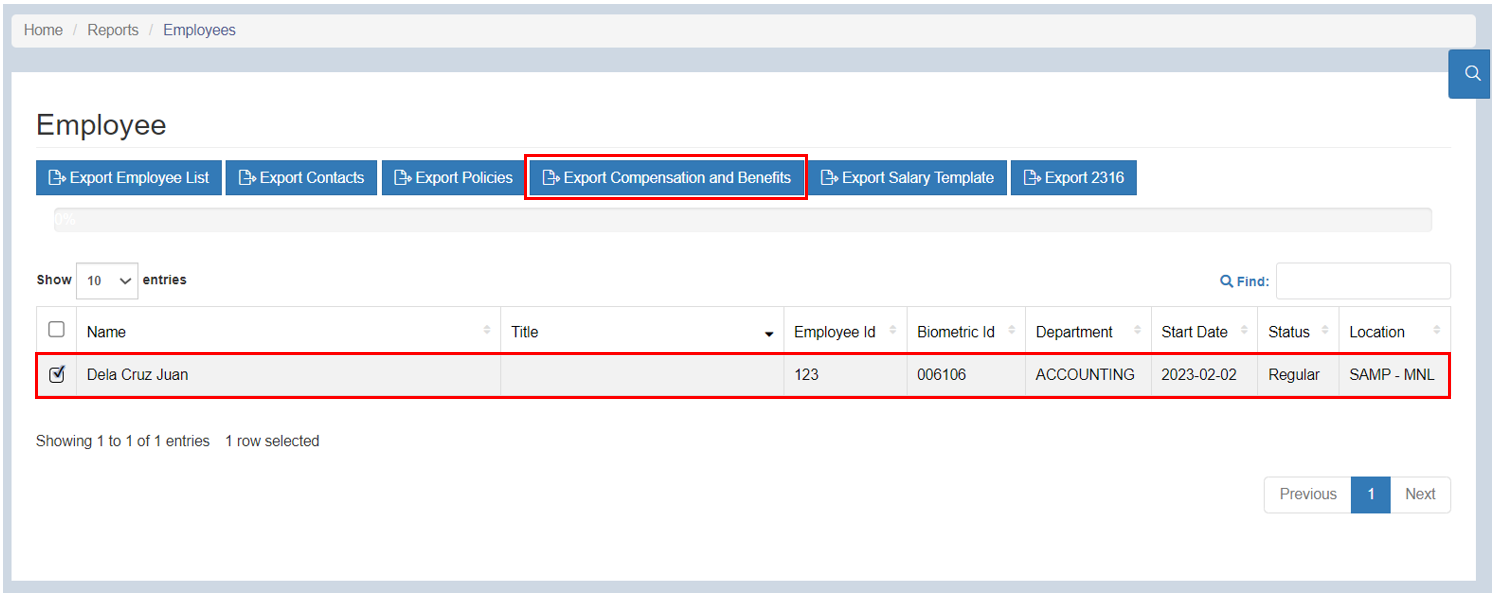 Home / Reports / Employees
Employee
Export Employee List Export Contacts Export Policies Export Compensation and Benefits Export Salary Template Export 2316
0%
Show 10 entries Find:
Name Title Employee Id Biometric Id Department Start Date Status Location
Dela Cruz Juan 123 006106 ACCOUNTING 2023-02-02 Regular SAMP - MNL
Showing 1 to 1 of 1 entries 1 row selected
Previous 1 Next